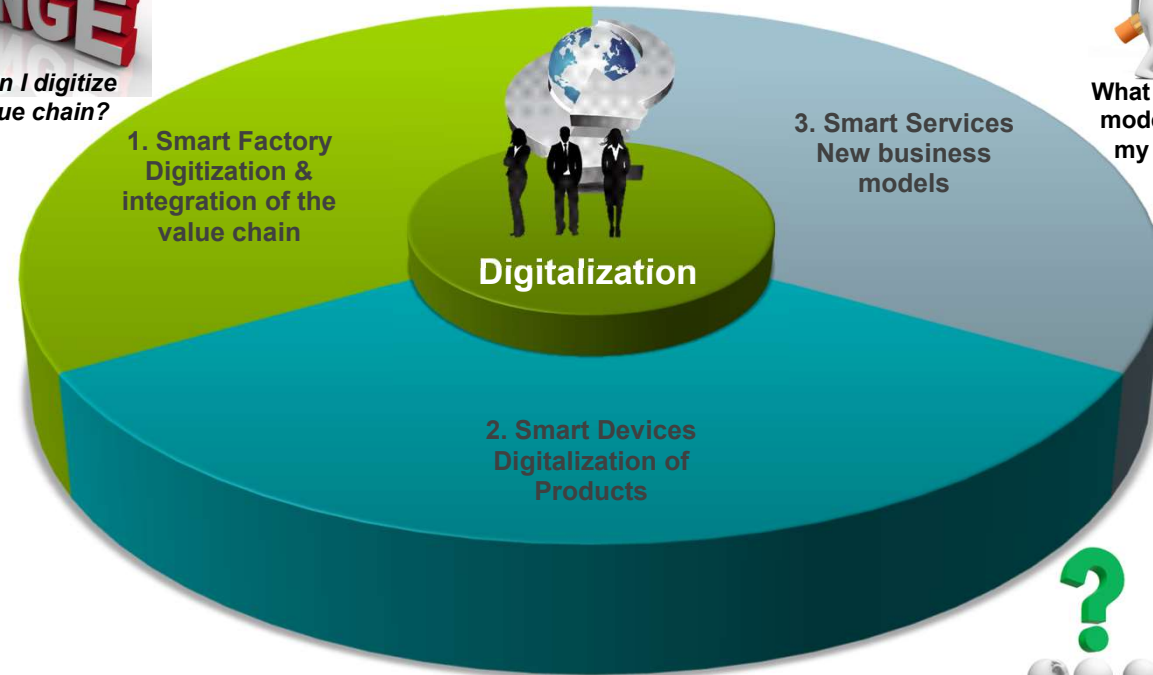 n I digitize
ue chain?
1. Smart Factory
Digitization &
integration of the
value chain
Digitalization
3. Smart Services
New business
models
What
mode
my
2. Smart Devices
Digitalization of
Products
?